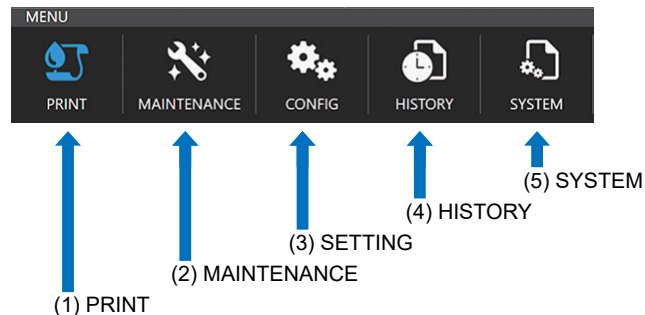 MENU
PRINT MAINTENANCE CONFIG HISTORY SYSTEM
(5) SYSTEM
(4) HISTORY
(3) SETTING
(2) MAINTENANCE
(1) PRINT